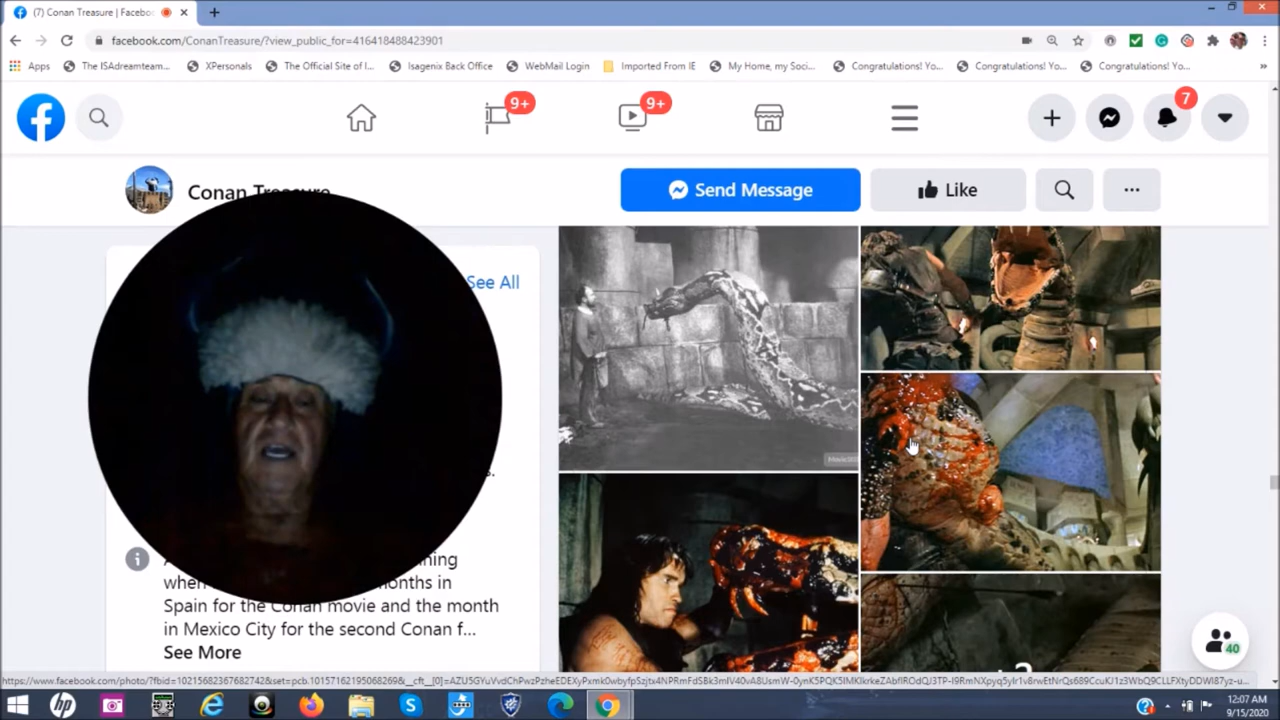 (7) Conan Treasure | Facebo
facebook.com/ConanTreasure/?view_public_for=416418488423901
Apps
The ISAdreamteam...
XPersonals
The Official Site of I...
Isagenix Back Office
WebMail Login
Imported From IE
My Home, my Soci...
Congratulations! Yo...
Congratulations! Yo...
Congratulations! Yo...
»
9+
9+
7
Conan Treasure
Send Message
Like
See All
s.
when
months in
Spain for the Conan movie and the month
in Mexico City for the second Conan f...
See More
40
12:07 AM
9/15/2020